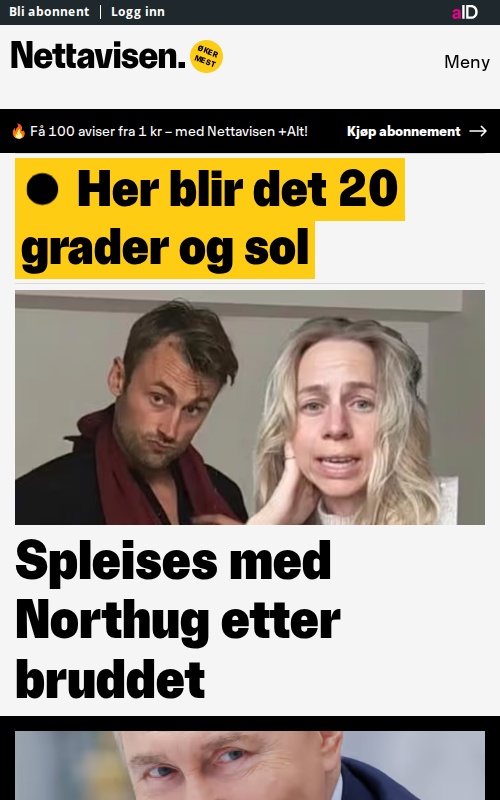 Bli abonnent | Logg inn
aID
Nettavisen.
ØKER
MEST
Meny
🔥 Få 100 aviser fra 1 kr – med Nettavisen +Alt!
Kjøp abonnement →
● Her blir det 20
grader og sol
Spleises med
Northug etter
bruddet